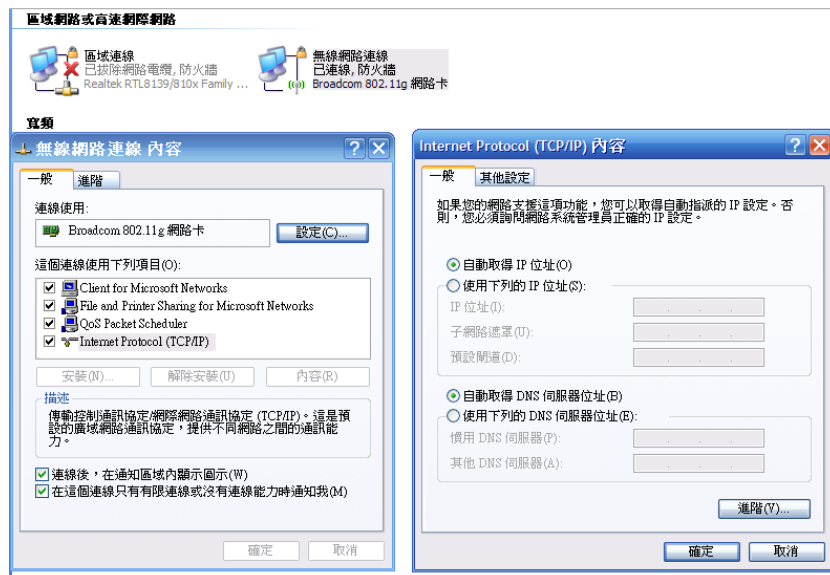 區域網路或高速網際網路
區域連線
已拔除網路電纜, 防火牆
Realtek RTL8139/810x Family ...
無線網路連線
已連線, 防火牆
Broadcom 802.11g 網路卡
寬頻
無線網路連線 內容
一般
進階
連線使用:
Broadcom 802.11g 網路卡
設定(C)...
這個連線使用下列項目(O):
Client for Microsoft Networks
File and Printer Sharing for Microsoft Networks
QoS Packet Scheduler
Internet Protocol (TCP/IP)
安裝(N)...
解除安裝(U)
內容(R)
描述
傳輸控制通訊協定/網際網路通訊協定 (TCP/IP)。這是預
設的廣域網路通訊協定，提供不同網路之間的通訊能
力。
連線後，在通知區域內顯示圖示(W)
在這個連線只有有限連線或沒有連線能力時通知我(M)
確定
取消
Internet Protocol (TCP/IP) 內容
一般
其他設定
如果您的網路支援這項功能，您可以取得自動指派的 IP 設定。否
則，您必須詢問網路系統管理員正確的 IP 設定。
自動取得 IP 位址(O)
使用下列的 IP 位址(S):
IP 位址(I):
子網路遮罩(U):
預設閘道(D):
自動取得 DNS 伺服器位址(B)
使用下列的 DNS 伺服器位址(E):
慣用 DNS 伺服器(P):
其他 DNS 伺服器(A):
進階(V)...
確定
取消